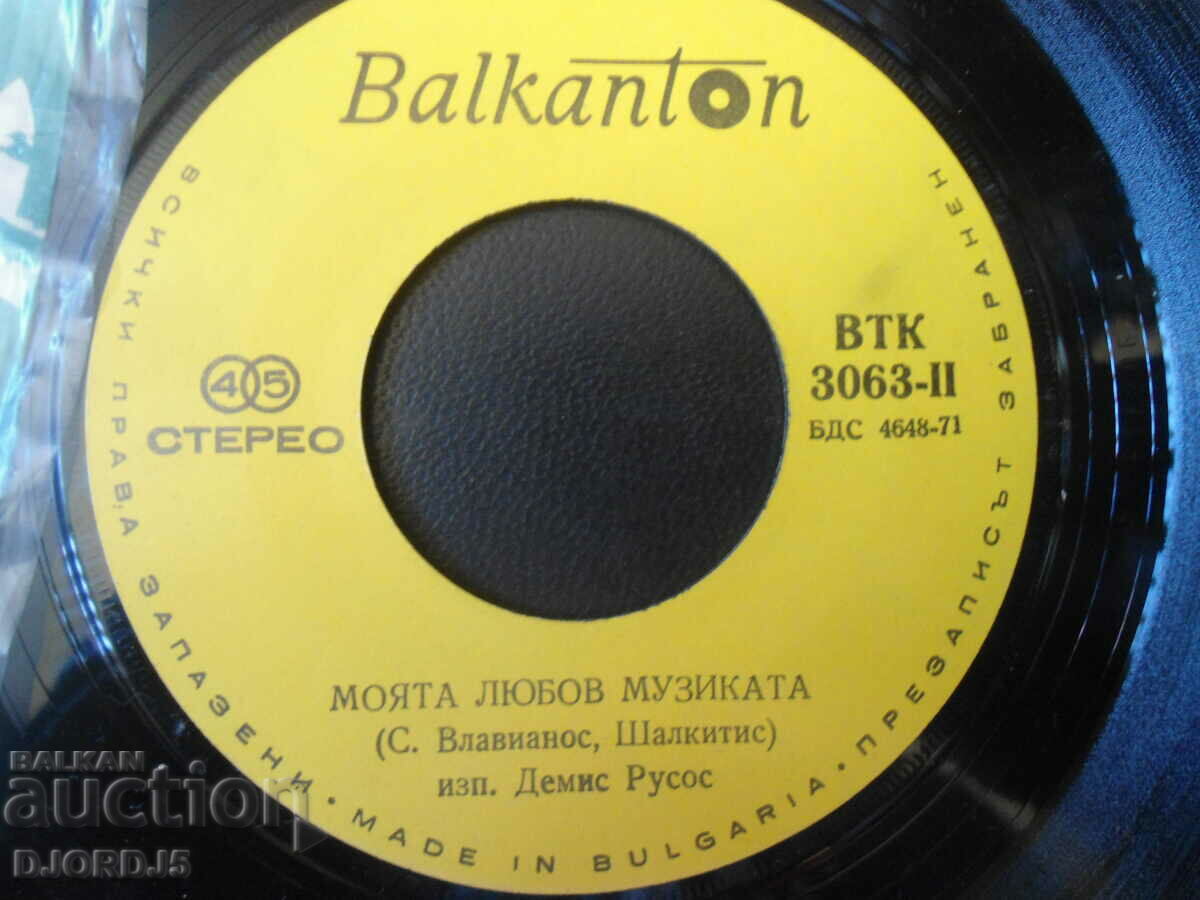 Balkanton
ВСИЧКИ ПРАВА ЗАПАЗЕНИ · MADE IN BULGARIA · ПРЕЗАПИСЪТ ЗАБРАНЕН
45
СТЕРЕО
ВТК
3063-II
БДС 4648-71
МОЯТА ЛЮБОВ МУЗИКАТА
(С. Влавианос, Шалкитис)
изп. Демис Русос
BALKAN
auction
DJORDJ5